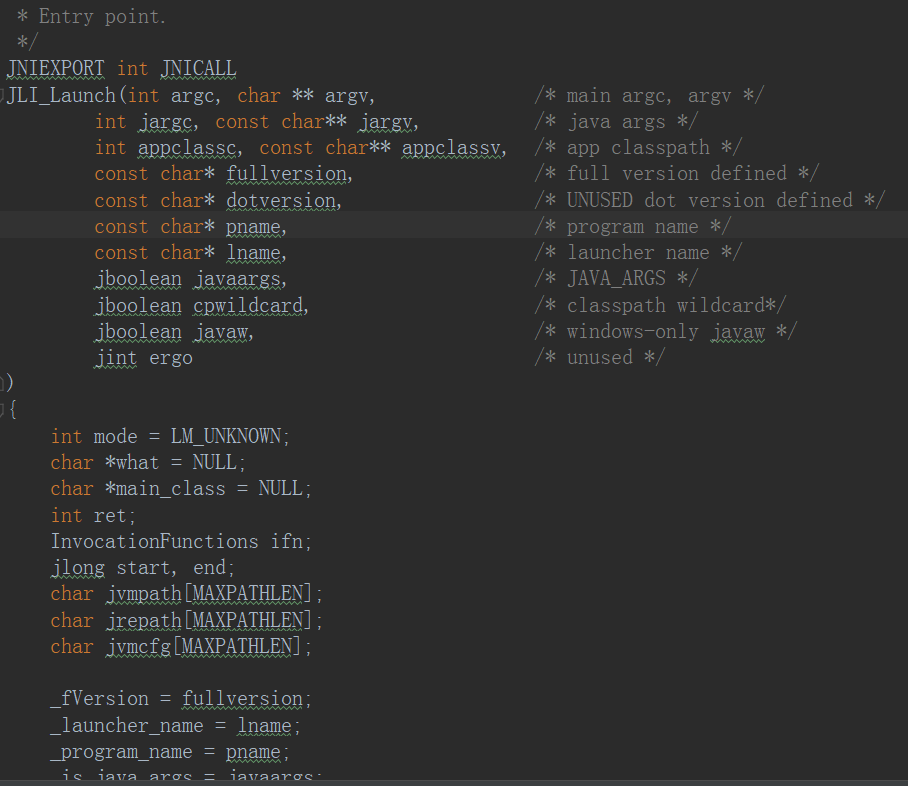 * Entry point.
*/
JNIEXPORT int JNICALL
JLI_Launch(int argc, char ** argv, /* main argc, argv */
int jargc, const char** jargv, /* java args */
int appclassc, const char** appclassv, /* app classpath */
const char* fullversion, /* full version defined */
const char* dotversion, /* UNUSED dot version defined */
const char* pname, /* program name */
const char* lname, /* launcher name */
jboolean javaargs, /* JAVA_ARGS */
jboolean cpwildcard, /* classpath wildcard*/
jboolean javaw, /* windows-only javaw */
jint ergo /* unused */
)
{
int mode = LM_UNKNOWN;
char *what = NULL;
char *main_class = NULL;
int ret;
InvocationFunctions ifn;
jlong start, end;
char jvmpath[MAXPATHLEN];
char jrepath[MAXPATHLEN];
char jvmcfg[MAXPATHLEN];
_fVersion = fullversion;
_launcher_name = lname;
_program_name = pname;
_is_java_args = javaargs;